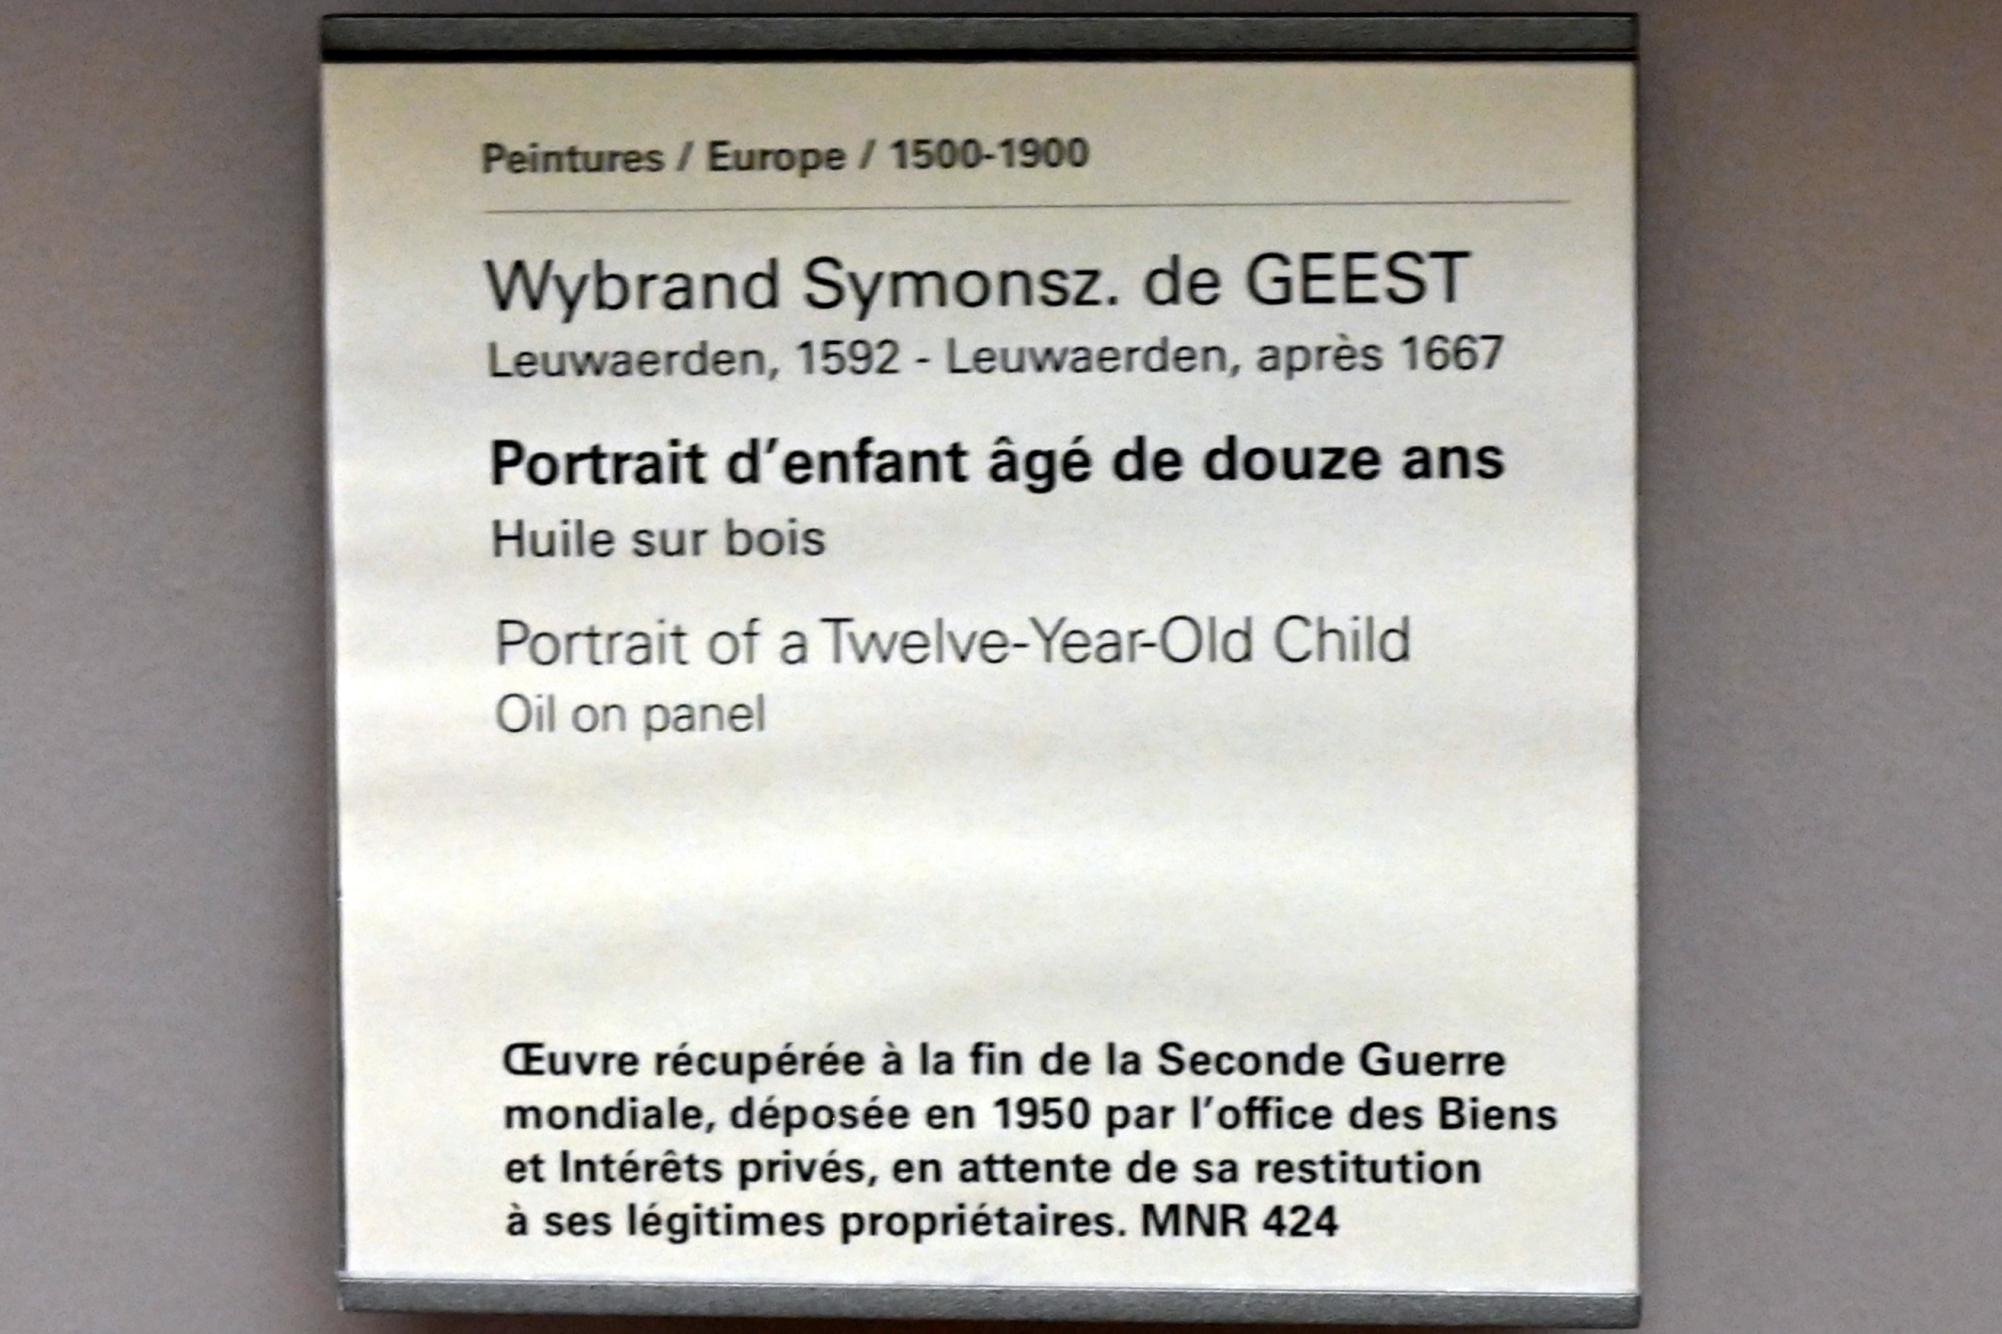 Peintures / Europe / 1500-1900
Wybrand Symonsz. de GEEST
Leuwaerden, 1592 - Leuwaerden, après 1667
Portrait d’enfant âgé de douze ans
Huile sur bois
Portrait of a Twelve-Year-Old Child
Oil on panel
Œuvre récupérée à la fin de la Seconde Guerre
mondiale, déposée en 1950 par l’office des Biens
et Intérêts privés, en attente de sa restitution
à ses légitimes propriétaires. MNR 424